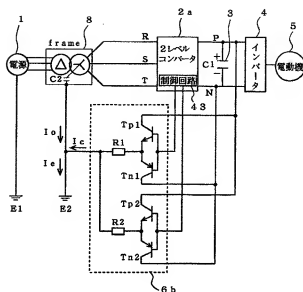 1
8
2a
3
4
5
frame
R
S
T
P
N
電源
Δ
C2
2レベル
コンバータ
制御回路
43
C1
+
−
インバータ
電動機
Io
Ic
Ie
R1
R2
Tp1
Tn1
Tp2
Tn2
E1
E2
6b